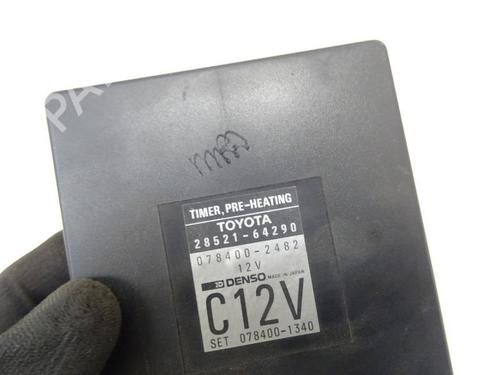 TIMER, PRE-HEATING
TOYOTA
28521-64290
078400-2482
12V
DENSO MADE IN JAPAN
C12V
SET 078400-1340